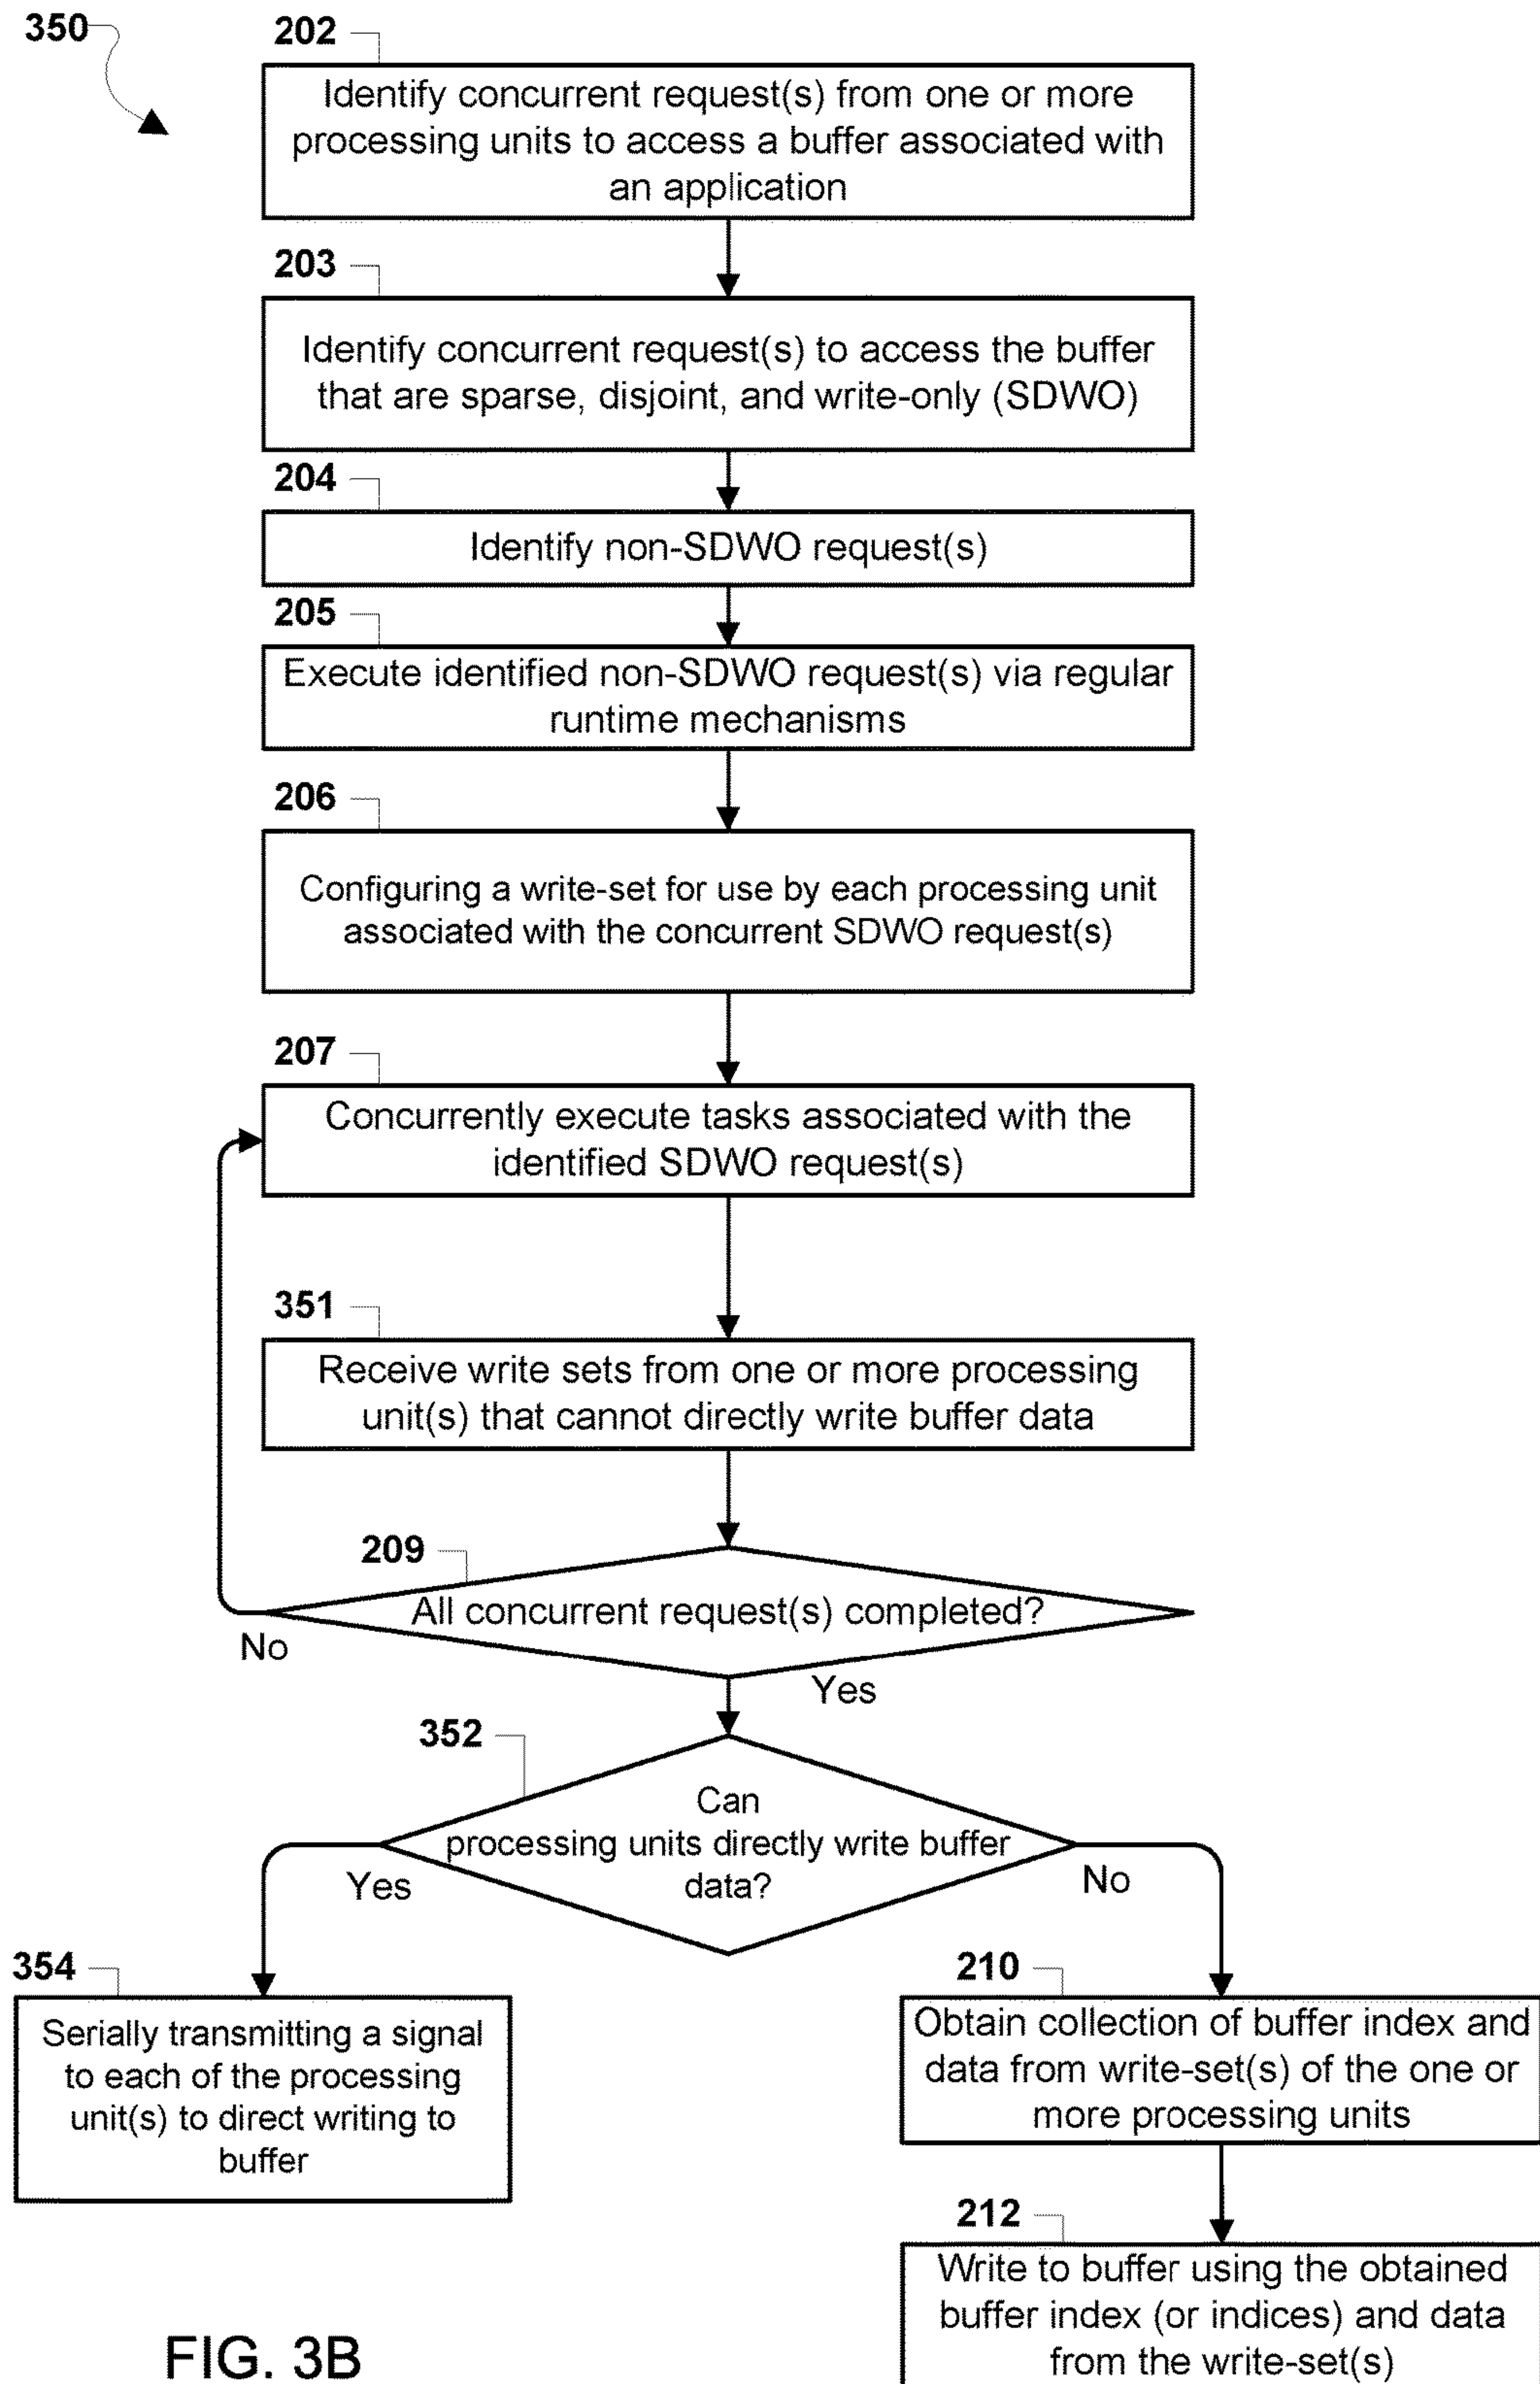 350
202
Identify concurrent request(s) from one or more
processing units to access a buffer associated with
an application
203
Identify concurrent request(s) to access the buffer
that are sparse, disjoint, and write-only (SDWO)
204
Identify non-SDWO request(s)
205
Execute identified non-SDWO request(s) via regular
runtime mechanisms
206
Configuring a write-set for use by each processing unit
associated with the concurrent SDWO request(s)
207
Concurrently execute tasks associated with the
identified SDWO request(s)
351
Receive write sets from one or more processing
unit(s) that cannot directly write buffer data
209
All concurrent request(s) completed?
No
Yes
352
Can
processing units directly write buffer
data?
Yes
No
354
Serially transmitting a signal
to each of the processing
unit(s) to direct writing to
buffer
210
Obtain collection of buffer index and
data from write-set(s) of the one or
more processing units
212
Write to buffer using the obtained
buffer index (or indices) and data
from the write-set(s)
FIG. 3B